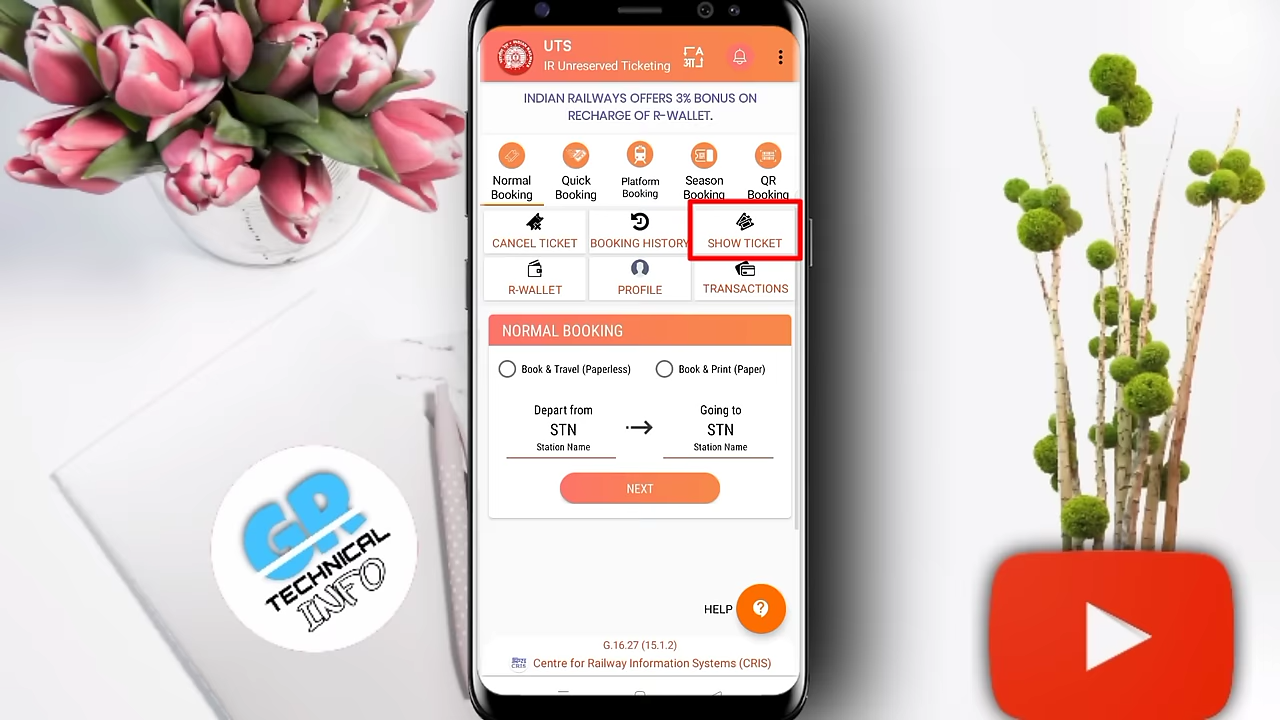 UTS
IR Unreserved Ticketing
INDIAN RAILWAYS OFFERS 3% BONUS ON
RECHARGE OF R-WALLET.
Normal
Booking
Quick
Booking
Platform
Booking
Season
Booking
QR
Booking
CANCEL TICKET
BOOKING HISTORY
SHOW TICKET
R-WALLET
PROFILE
TRANSACTIONS
NORMAL BOOKING
Book & Travel (Paperless)
Book & Print (Paper)
Depart from
STN
Station Name
Going to
STN
Station Name
NEXT
HELP
G.16.27 (15.1.2)
CRIS
Centre for Railway Information Systems (CRIS)
GR
TECHNICAL
INFO